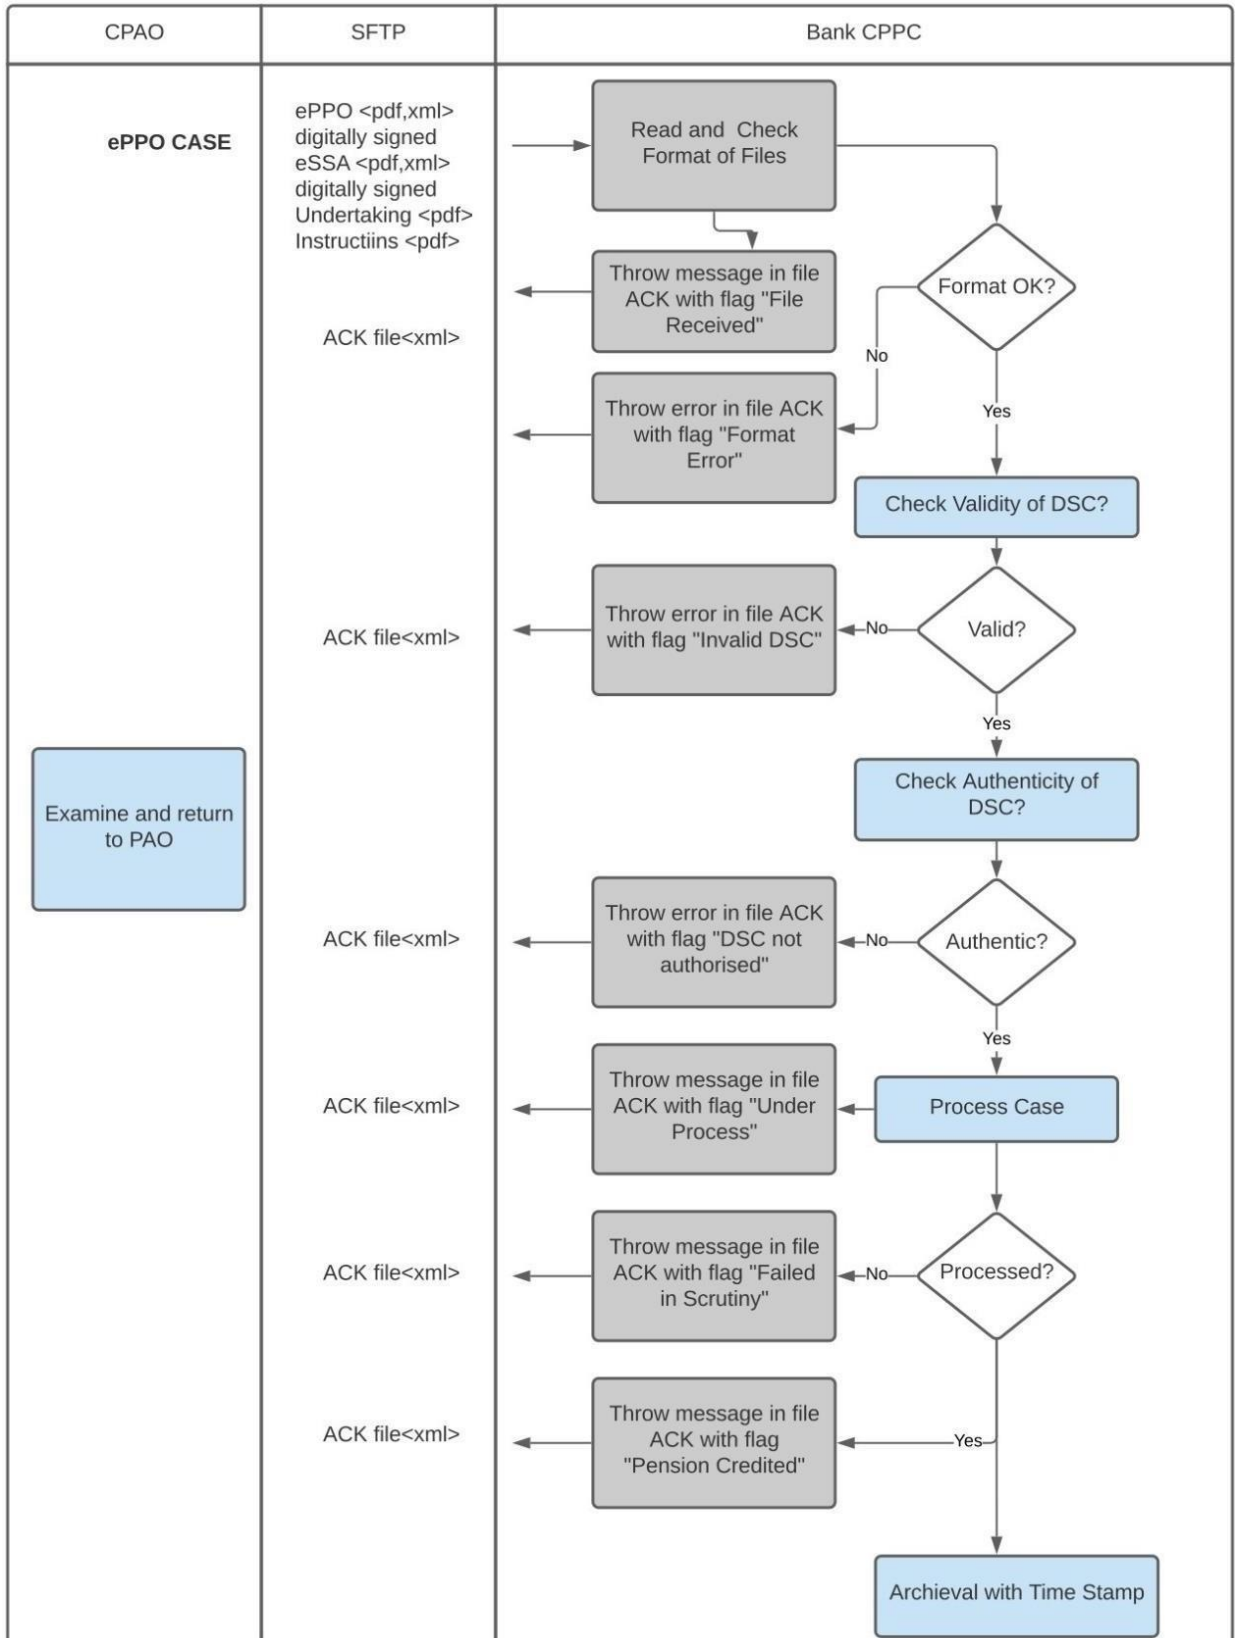 CPAO
SFTP
Bank CPPC
ePPO CASE
ePPO <pdf,xml>
digitally signed
eSSA <pdf,xml>
digitally signed
Undertaking <pdf>
Instructiins <pdf>
Read and Check
Format of Files
Throw message in file
ACK with flag "File
Received"
Format OK?
ACK file<xml>
No
Throw error in file ACK
with flag "Format
Error"
Yes
Check Validity of DSC?
Throw error in file ACK
with flag "Invalid DSC"
No
Valid?
ACK file<xml>
Yes
Check Authenticity of
DSC?
Examine and return
to PAO
Throw error in file ACK
with flag "DSC not
authorised"
No
Authentic?
ACK file<xml>
Yes
Throw message in file
ACK with flag "Under
Process"
Process Case
ACK file<xml>
Throw message in file
ACK with flag "Failed
in Scrutiny"
No
Processed?
ACK file<xml>
Throw message in file
ACK with flag
"Pension Credited"
Yes
ACK file<xml>
Archieval with Time Stamp